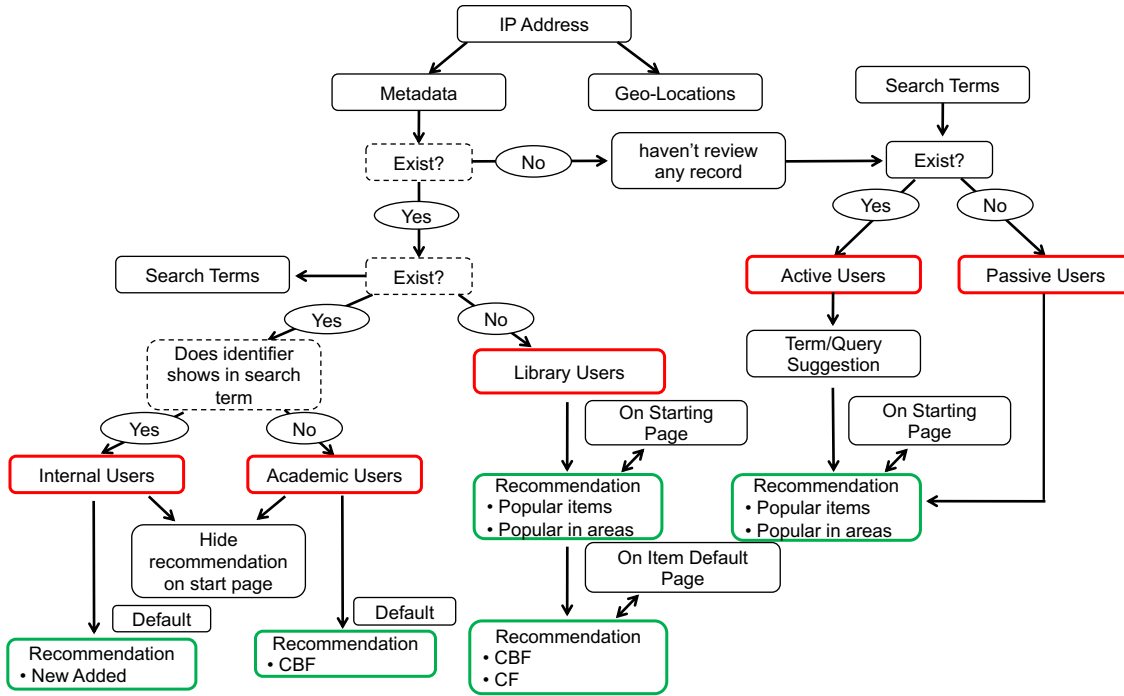 IP Address
Metadata
Geo-Locations
Search Terms
Exist?
No
haven't review
any record
Exist?
Yes
Yes
No
Search Terms
Exist?
Active Users
Passive Users
Yes
No
Does identifier
shows in search
term
Library Users
Term/Query
Suggestion
Yes
No
On Starting
Page
On Starting
Page
Internal Users
Academic Users
Recommendation
• Popular items
• Popular in areas
Recommendation
• Popular items
• Popular in areas
Hide
recommendation
on start page
On Item Default
Page
Default
Default
Recommendation
• New Added
Recommendation
• CBF
Recommendation
• CBF
• CF